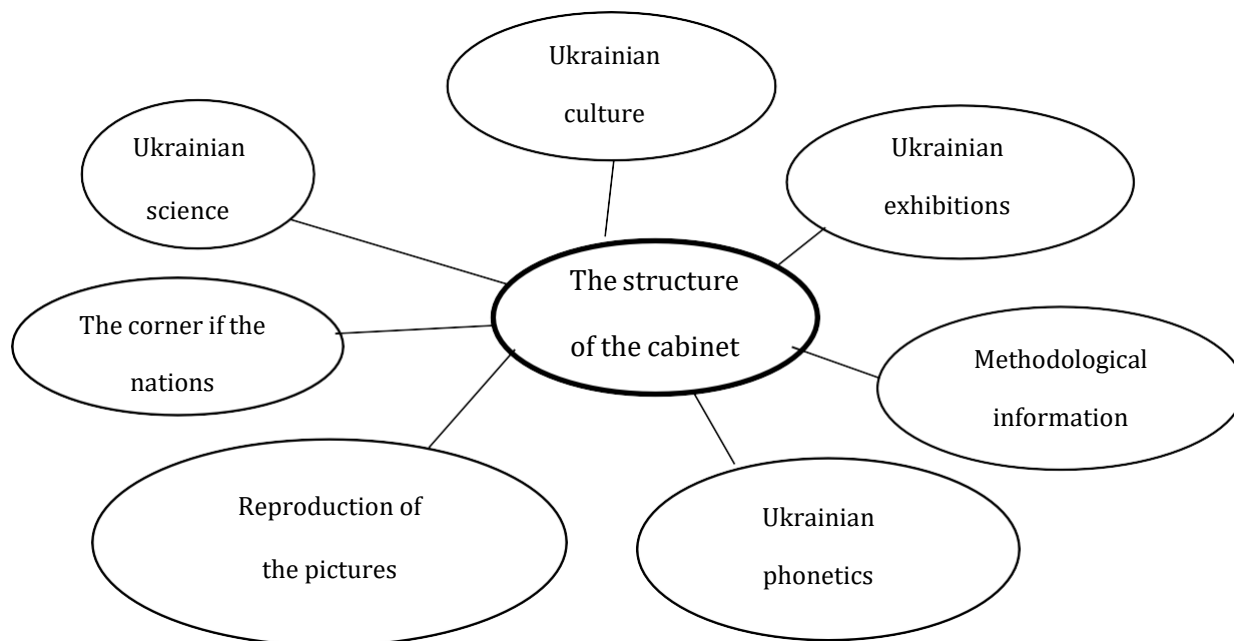 Ukrainian
culture
Ukrainian
science
Ukrainian
exhibitions
The structure
of the cabinet
The corner if the
nations
Methodological
information
Reproduction of
the pictures
Ukrainian
phonetics